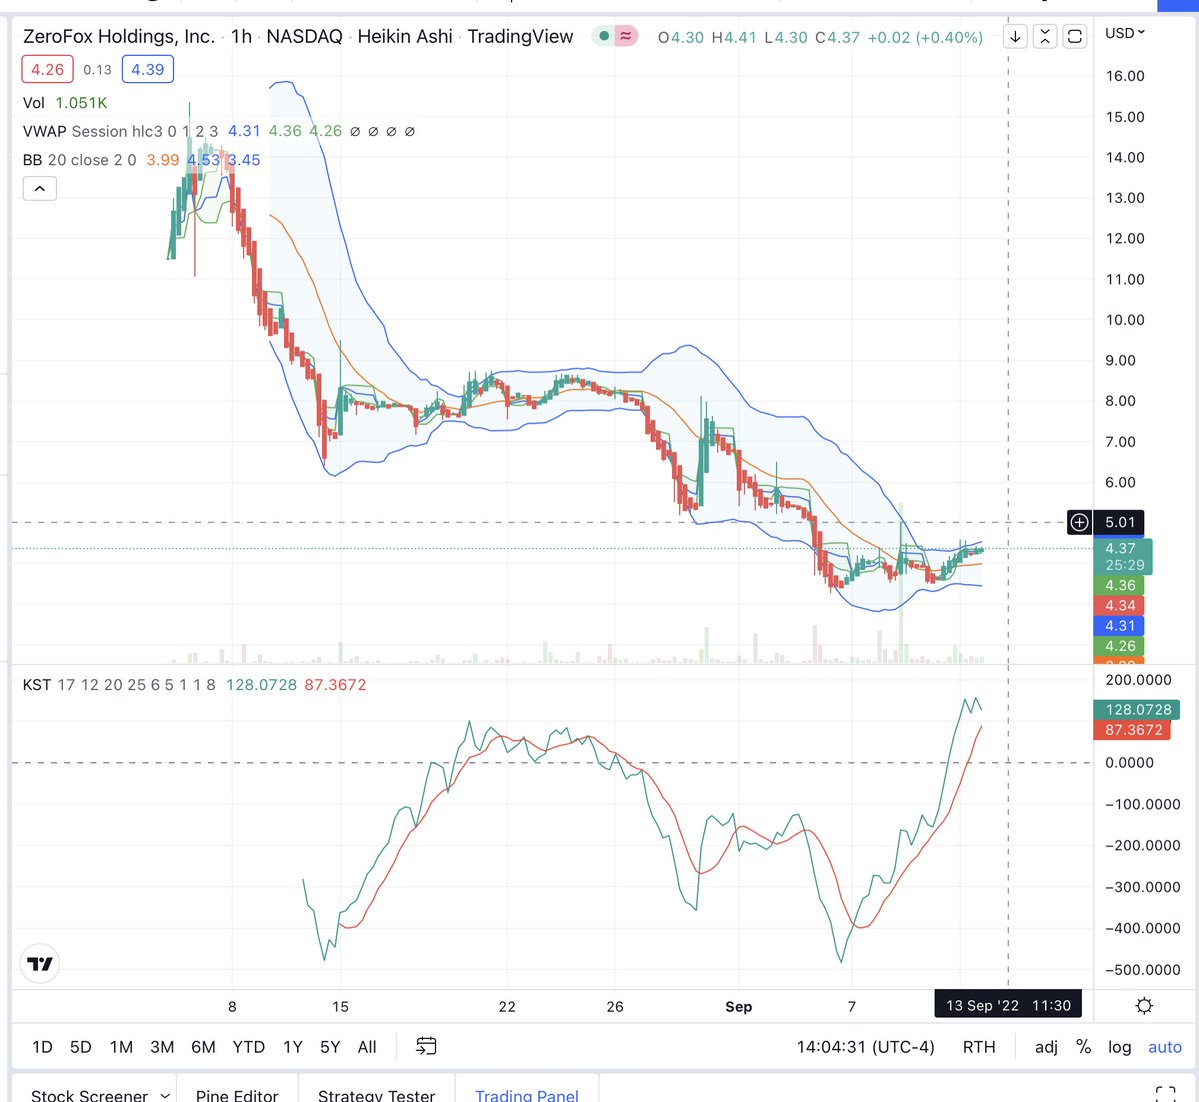 ZeroFox Holdings, Inc. · 1h · NASDAQ · Heikin Ashi · TradingView
O4.30 H4.41 L4.30 C4.37 +0.02 (+0.40%)
USD
4.26 0.13 4.39
Vol 1.051K
VWAP Session hlc3 0 1 2 3 4.31 4.36 4.26 ∅ ∅ ∅ ∅
BB 20 close 2 0 3.99 4.53 3.45
16.00
15.00
14.00
13.00
12.00
11.00
10.00
9.00
8.00
7.00
6.00
5.01
4.37
25:29
4.36
4.34
4.31
4.26
KST 17 12 20 25 6 5 1 1 8 128.0728 87.3672
200.0000
128.0728
87.3672
0.0000
−100.0000
−200.0000
−300.0000
−400.0000
−500.0000
8 15 22 26 Sep 7 13 Sep '22 11:30
1D 5D 1M 3M 6M YTD 1Y 5Y All
14:04:31 (UTC-4) RTH adj % log auto
Stock Screener Pine Editor Strategy Tester Trading Panel